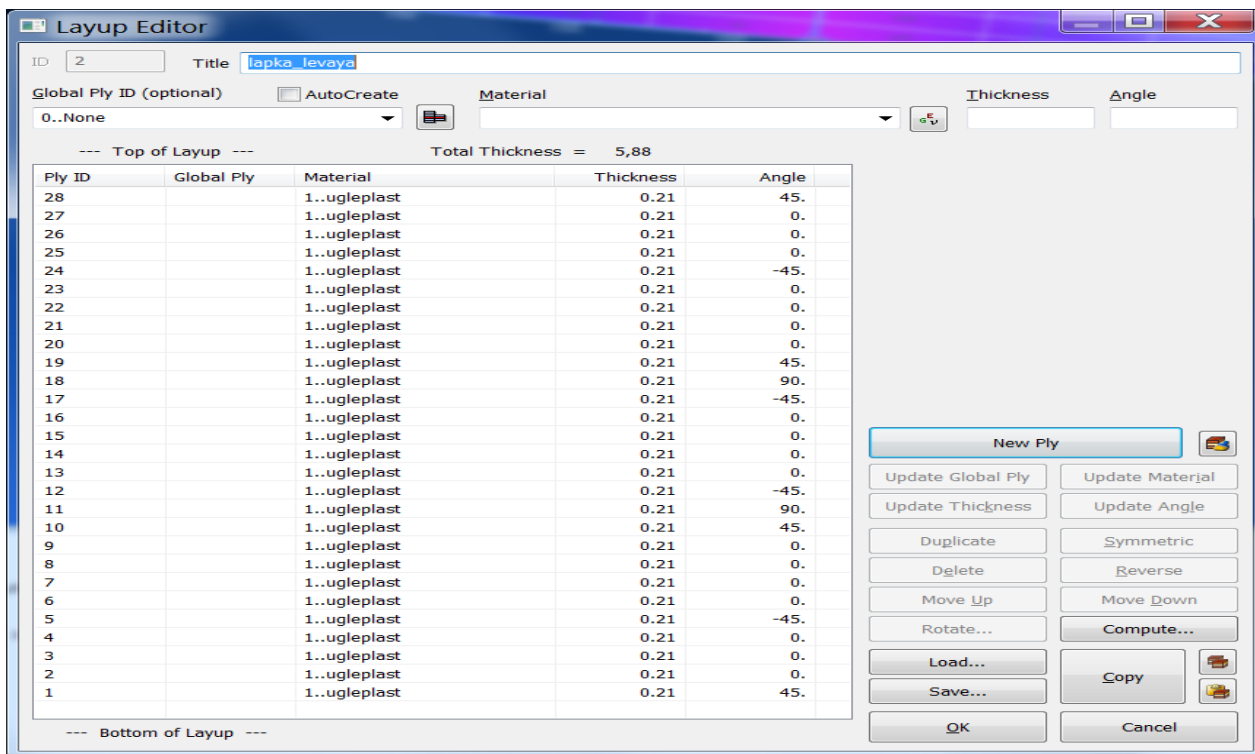 Layup Editor
ID 2 Title lapka_levaya
Global Ply ID (optional) AutoCreate Material Thickness Angle
0..None
--- Top of Layup --- Total Thickness = 5,88
Ply ID Global Ply Material Thickness Angle
28 1..ugleplast 0.21 45.
27 1..ugleplast 0.21 0.
26 1..ugleplast 0.21 0.
25 1..ugleplast 0.21 0.
24 1..ugleplast 0.21 -45.
23 1..ugleplast 0.21 0.
22 1..ugleplast 0.21 0.
21 1..ugleplast 0.21 0.
20 1..ugleplast 0.21 0.
19 1..ugleplast 0.21 45.
18 1..ugleplast 0.21 90.
17 1..ugleplast 0.21 -45.
16 1..ugleplast 0.21 0.
15 1..ugleplast 0.21 0.
14 1..ugleplast 0.21 0.
13 1..ugleplast 0.21 0.
12 1..ugleplast 0.21 -45.
11 1..ugleplast 0.21 90.
10 1..ugleplast 0.21 45.
9 1..ugleplast 0.21 0.
8 1..ugleplast 0.21 0.
7 1..ugleplast 0.21 0.
6 1..ugleplast 0.21 0.
5 1..ugleplast 0.21 -45.
4 1..ugleplast 0.21 0.
3 1..ugleplast 0.21 0.
2 1..ugleplast 0.21 0.
1 1..ugleplast 0.21 45.
--- Bottom of Layup ---
New Ply
Update Global Ply Update Material
Update Thickness Update Angle
Duplicate Symmetric
Delete Reverse
Move Up Move Down
Rotate... Compute...
Load... Copy
Save...
OK Cancel